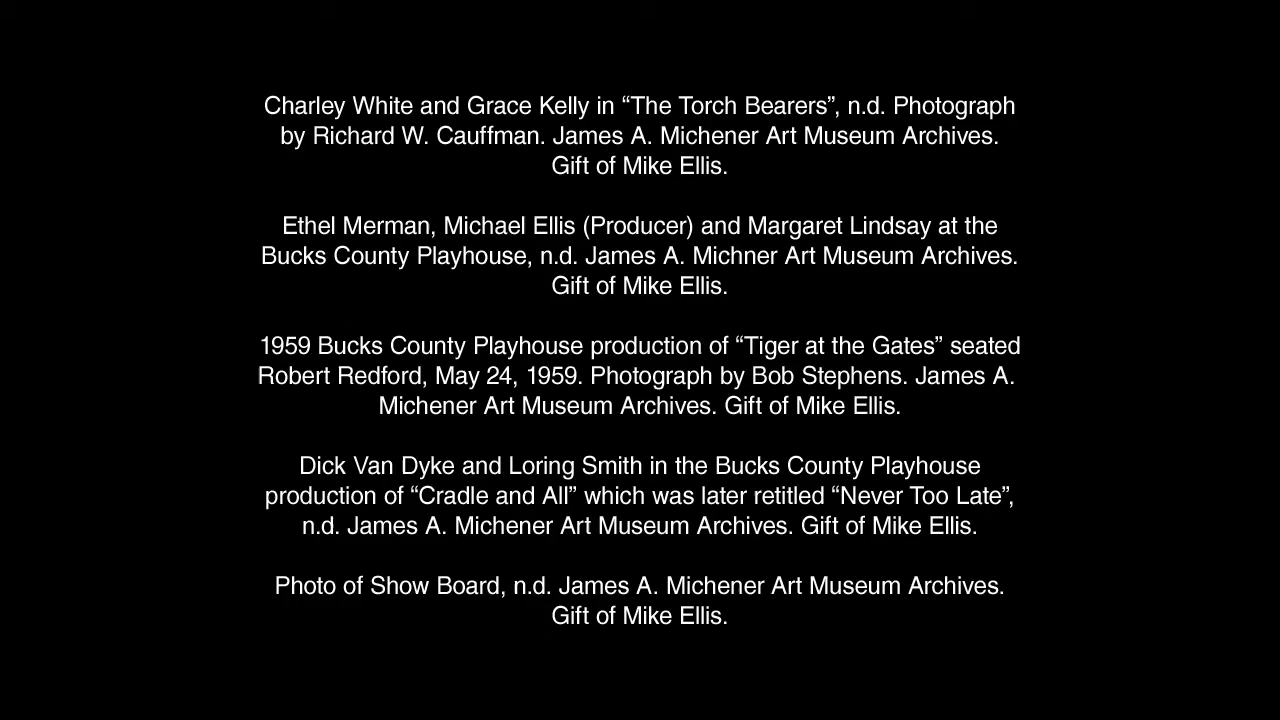 Charley White and Grace Kelly in “The Torch Bearers”, n.d. Photograph
by Richard W. Cauffman. James A. Michener Art Museum Archives.
Gift of Mike Ellis.
Ethel Merman, Michael Ellis (Producer) and Margaret Lindsay at the
Bucks County Playhouse, n.d. James A. Michner Art Museum Archives.
Gift of Mike Ellis.
1959 Bucks County Playhouse production of “Tiger at the Gates” seated
Robert Redford, May 24, 1959. Photograph by Bob Stephens. James A.
Michener Art Museum Archives. Gift of Mike Ellis.
Dick Van Dyke and Loring Smith in the Bucks County Playhouse
production of “Cradle and All” which was later retitled “Never Too Late”,
n.d. James A. Michener Art Museum Archives. Gift of Mike Ellis.
Photo of Show Board, n.d. James A. Michener Art Museum Archives.
Gift of Mike Ellis.